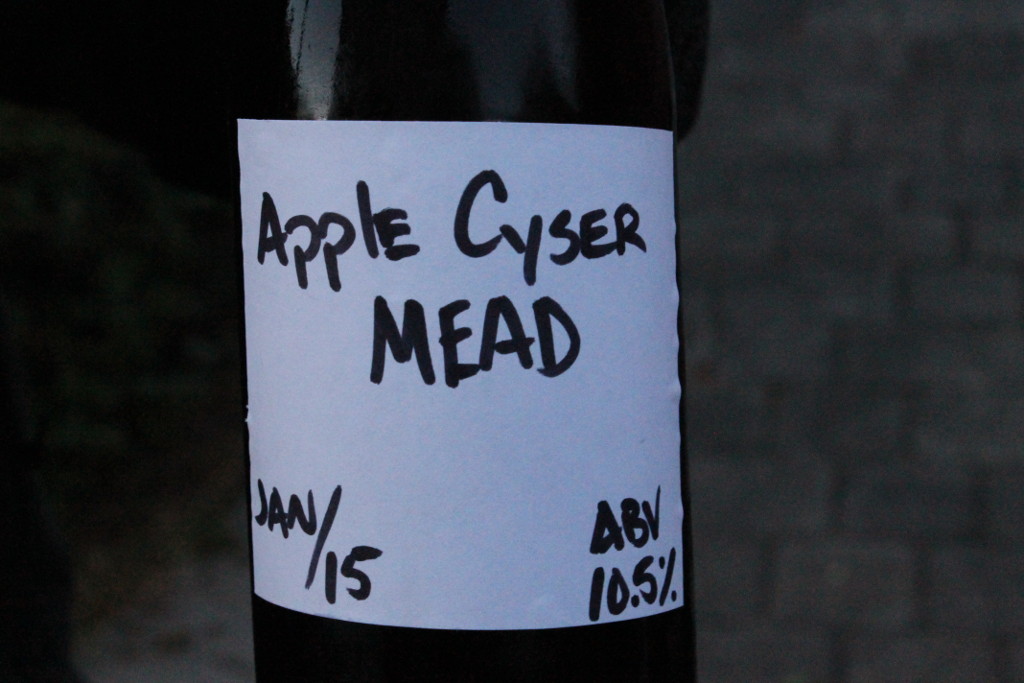 Apple Cyser
MEAD
JAN/15
ABV
10.5%